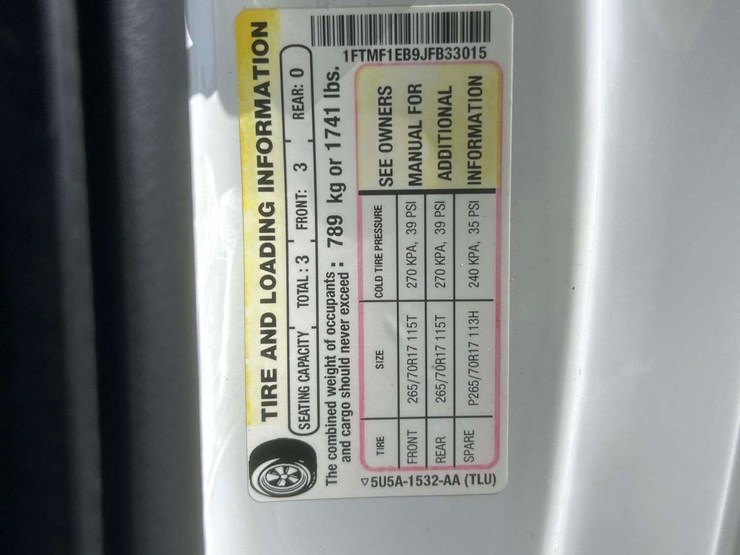 TIRE AND LOADING INFORMATION
SEATING CAPACITY TOTAL: 3 FRONT: 3 REAR: 0
The combined weight of occupants and cargo should never exceed: 789 kg or 1741 lbs.
TIRE SIZE COLD TIRE PRESSURE
FRONT 265/70R17 115T 270 KPA, 39 PSI
REAR 265/70R17 115T 270 KPA, 39 PSI
SPARE P265/70R17 113H 240 KPA, 35 PSI
SEE OWNERS
MANUAL FOR
ADDITIONAL
INFORMATION
5U5A-1532-AA (TLU)
1FTMF1EB9JFB33015